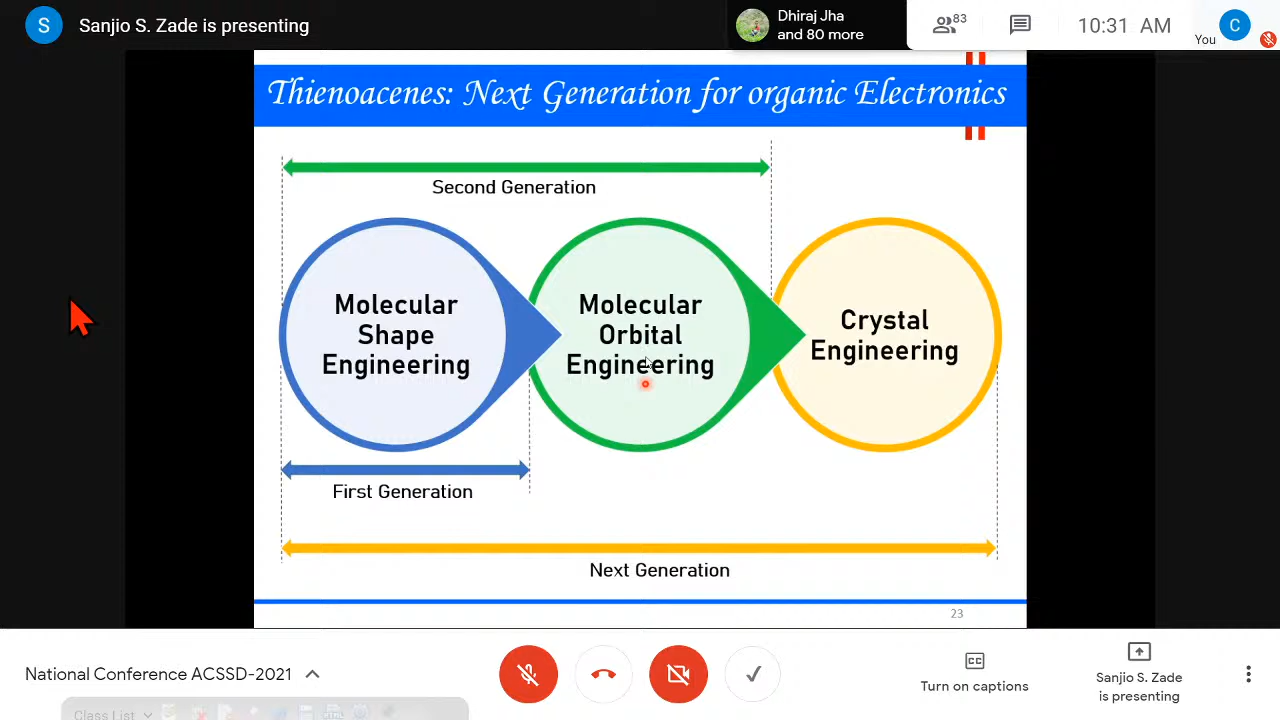 S
Sanjio S. Zade is presenting
Dhiraj Jha
and 80 more
83
10:31 AM
You
C
Thienoacenes: Next Generation for organic Electronics
Second Generation
Molecular
Shape
Engineering
Molecular
Orbital
Engineering
Crystal
Engineering
First Generation
Next Generation
23
National Conference ACSSD-2021
CC
Turn on captions
Sanjio S. Zade
is presenting
Class List